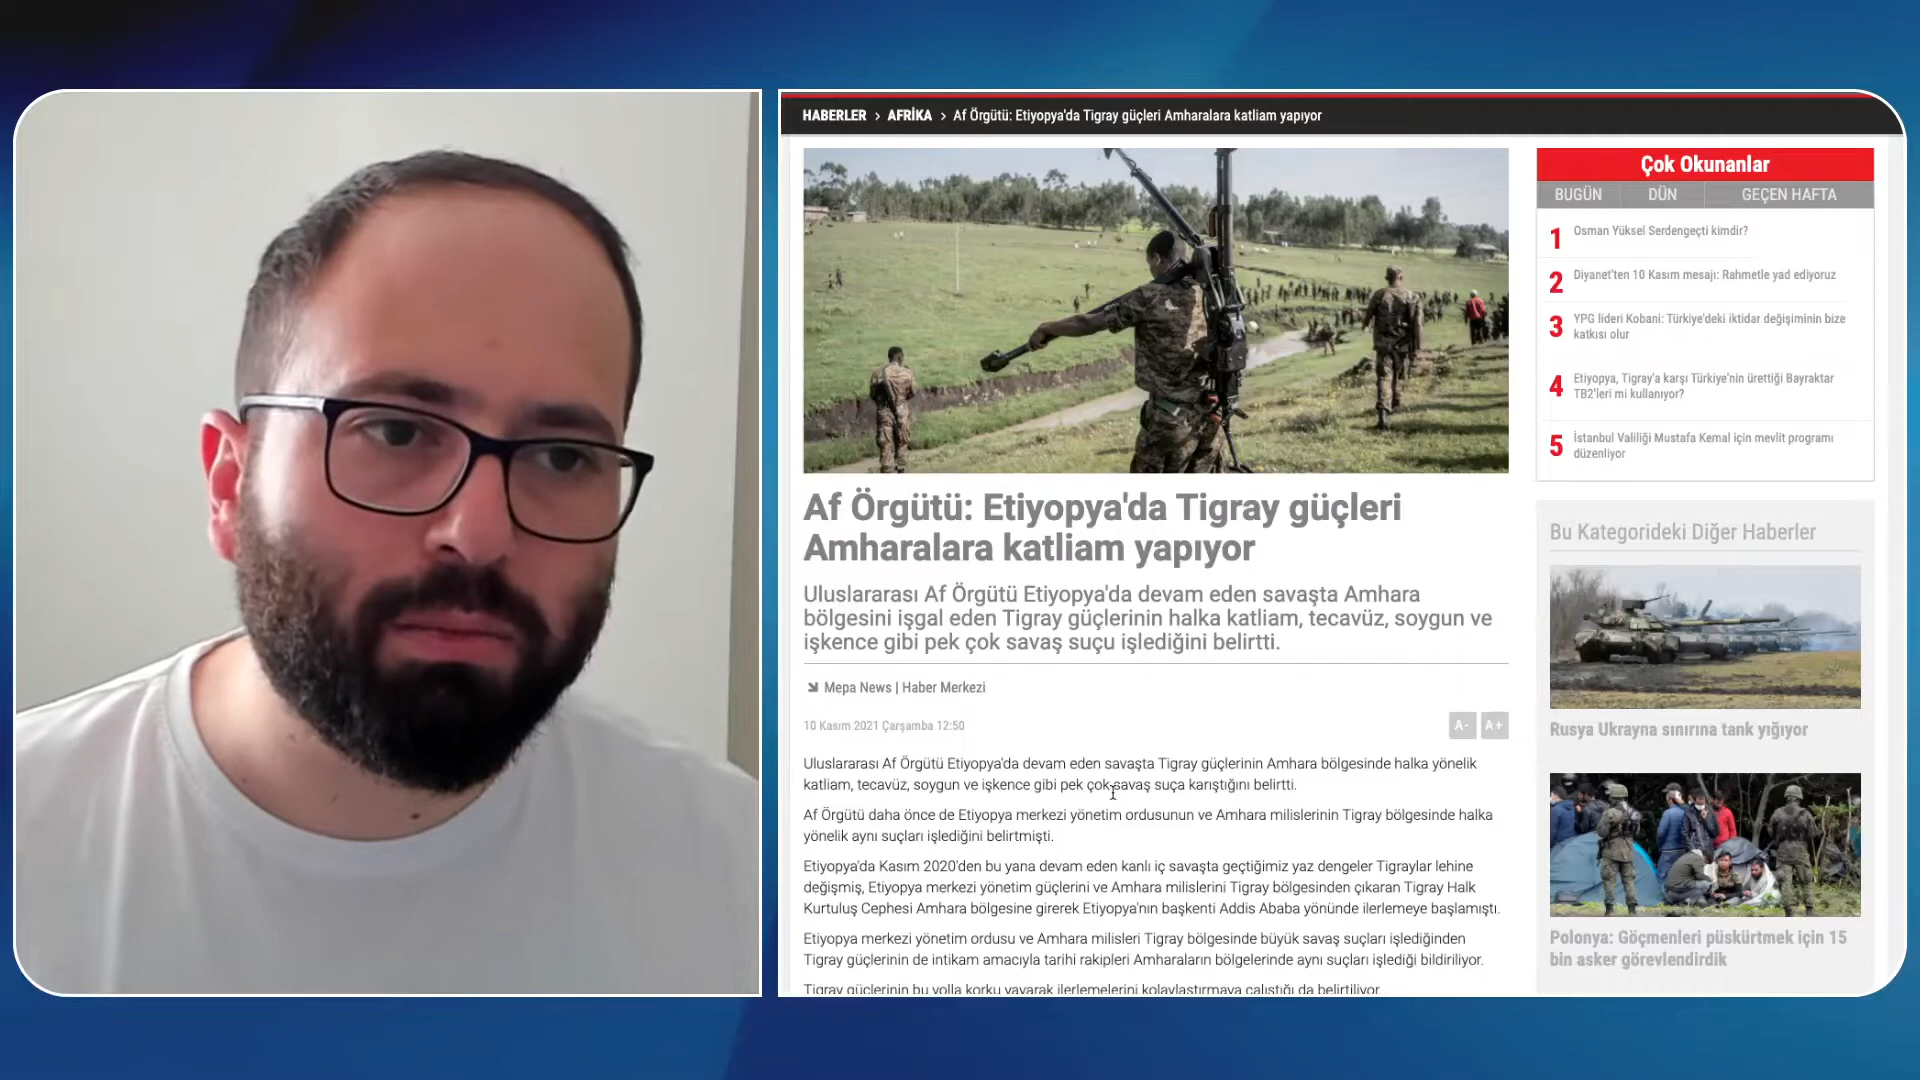 HABERLER > AFRİKA > Af Örgütü: Etiyopya'da Tigray güçleri Amharalara katliam yapıyor
Af Örgütü: Etiyopya'da Tigray güçleri
Amharalara katliam yapıyor
Uluslararası Af Örgütü Etiyopya'da devam eden savaşta Amhara
bölgesini işgal eden Tigray güçlerinin halka katliam, tecavüz, soygun ve
işkence gibi pek çok savaş suçu işlediğini belirtti.
Mepa News | Haber Merkezi
10 Kasım 2021 Çarşamba 12:50
A- A+
Uluslararası Af Örgütü Etiyopya'da devam eden savaşta Tigray güçlerinin Amhara bölgesinde halka yönelik
katliam, tecavüz, soygun ve işkence gibi pek çok savaş suça karıştığını belirtti.
Af Örgütü daha önce de Etiyopya merkezi yönetim ordusunun ve Amhara milislerinin Tigray bölgesinde halka
yönelik aynı suçları işlediğini belirtmişti.
Etiyopya'da Kasım 2020'den bu yana devam eden kanlı iç savaşta geçtiğimiz yaz dengeler Tigraylar lehine
değişmiş, Etiyopya merkezi yönetim güçlerini ve Amhara milislerini Tigray bölgesinden çıkaran Tigray Halk
Kurtuluş Cephesi Amhara bölgesine girerek Etiyopya'nın başkenti Addis Ababa yönünde ilerlemeye başlamıştı.
Etiyopya merkezi yönetim ordusu ve Amhara milisleri Tigray bölgesinde büyük savaş suçları işlediğinden
Tigray güçlerinin de intikam amacıyla tarihi rakipleri Amharaların bölgelerinde aynı suçları işlediği bildiriliyor.
Tigray güçlerinin bu yolla korku yayarak ilerlemelerini kolaylaştırmaya çalıştığı da belirtiliyor.
Çok Okunanlar
BUGÜN DÜN GEÇEN HAFTA
1 Osman Yüksel Serdengeçti kimdir?
2 Diyanet'ten 10 Kasım mesajı: Rahmetle yad ediyoruz
3 YPG lideri Kobani: Türkiye'deki iktidar değişiminin bize
katkısı olur
4 Etiyopya, Tigray'a karşı Türkiye'nin ürettiği Bayraktar
TB2'leri mi kullanıyor?
5 İstanbul Valiliği Mustafa Kemal için mevlit programı
düzenliyor
Bu Kategorideki Diğer Haberler
Rusya Ukrayna sınırına tank yığıyor
Polonya: Göçmenleri püskürtmek için 15
bin asker görevlendirdik